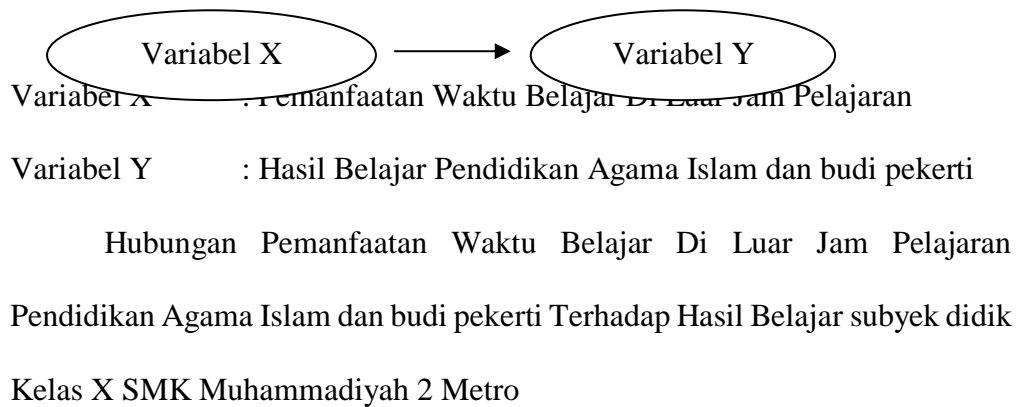 Variabel X Variabel Y
Variabel X : Pemanfaatan Waktu Belajar Di Luar Jam Pelajaran
Variabel Y : Hasil Belajar Pendidikan Agama Islam dan budi pekerti
Hubungan Pemanfaatan Waktu Belajar Di Luar Jam Pelajaran
Pendidikan Agama Islam dan budi pekerti Terhadap Hasil Belajar subyek didik
Kelas X SMK Muhammadiyah 2 Metro